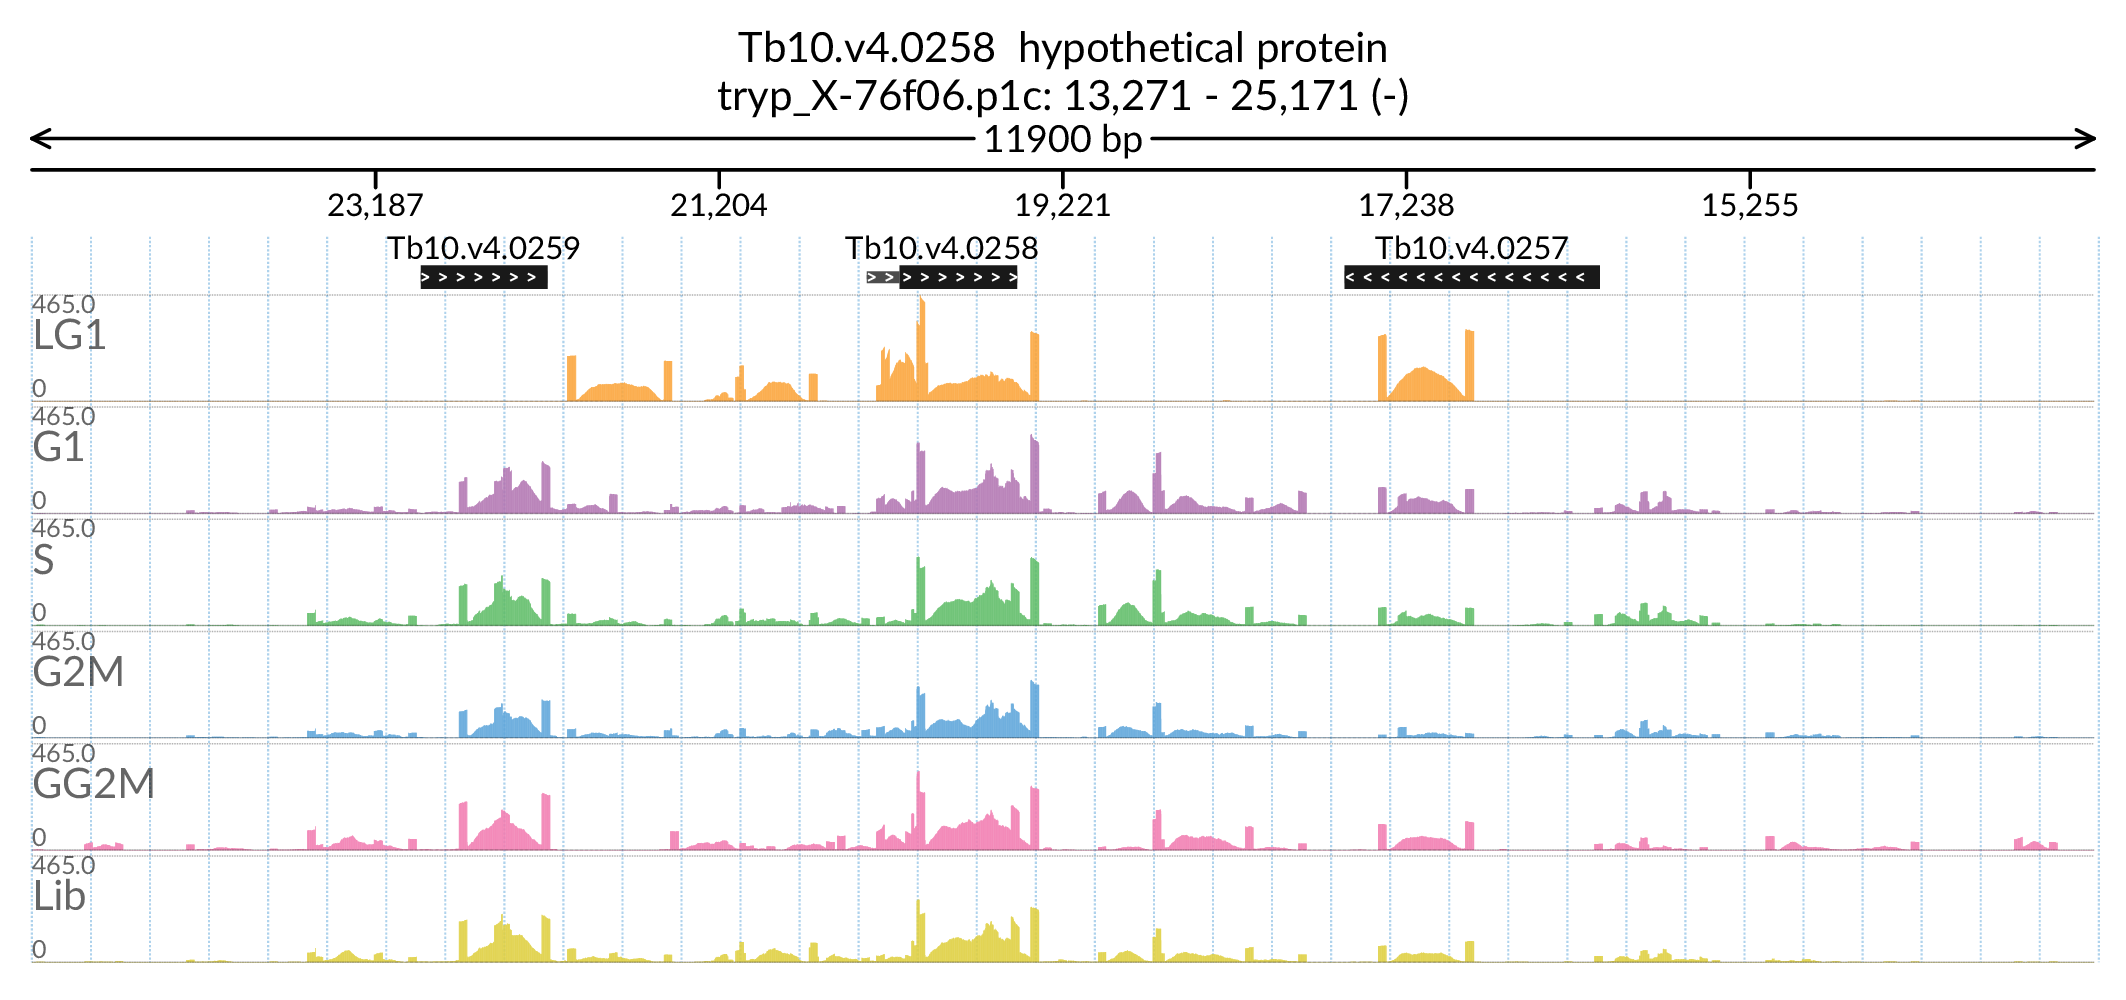 Tb10.v4.0258 hypothetical protein
tryp_X-76f06.p1c: 13,271 - 25,171 (-)
11900 bp
23,187 21,204 19,221 17,238 15,255
Tb10.v4.0259 Tb10.v4.0258 Tb10.v4.0257
465.0
LG1
0
465.0
G1
0
465.0
S
0
465.0
G2M
0
465.0
GG2M
0
465.0
Lib
0